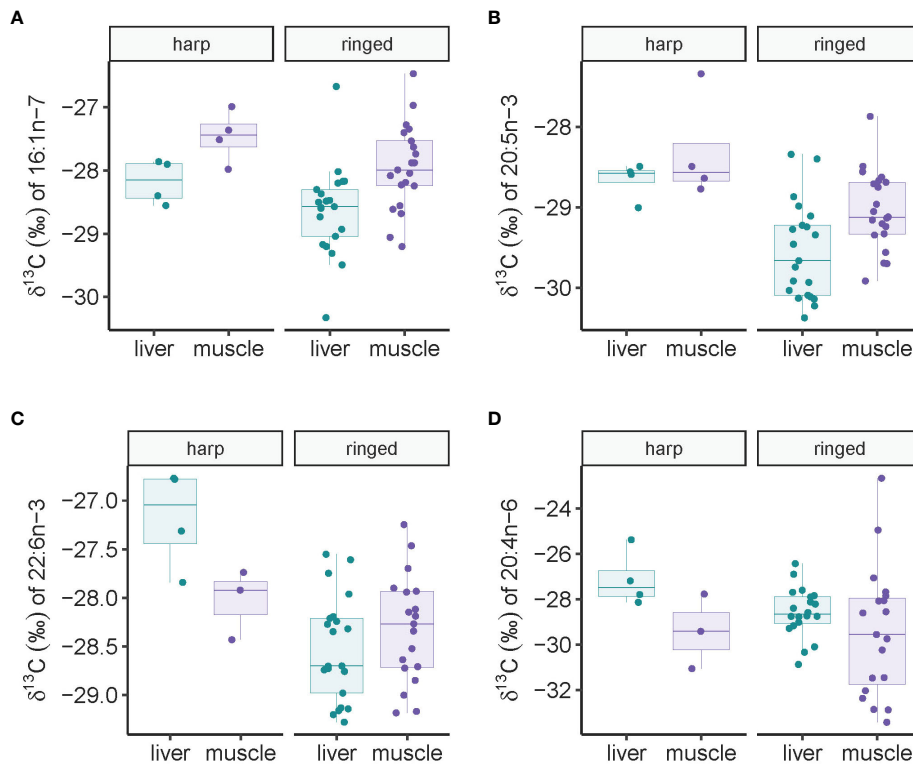 A
harp
ringed
δ¹³C (‰) of 16:1n−7
−27
−28
−29
−30
liver
muscle
liver
muscle
B
harp
ringed
δ¹³C (‰) of 20:5n−3
−28
−29
−30
liver
muscle
liver
muscle
C
harp
ringed
δ¹³C (‰) of 22:6n−3
−27.0
−27.5
−28.0
−28.5
−29.0
liver
muscle
liver
muscle
D
harp
ringed
δ¹³C (‰) of 20:4n−6
−24
−26
−28
−30
−32
liver
muscle
liver
muscle